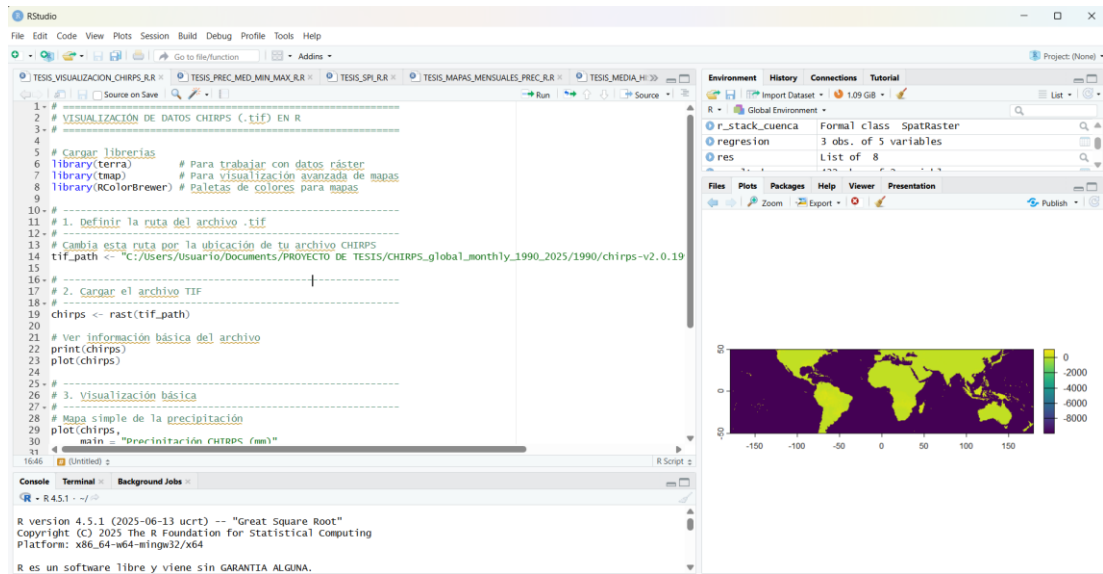 RStudio
File Edit Code View Plots Session Build Debug Profile Tools Help
Go to file/function Addins
Project: (None)
TESIS_VISUALIZACION_CHIRPS_R.R TESIS_PREC_MED_MIN_MAX_R.R TESIS_SPI_R.R TESIS_MAPAS_MENSUALES_PREC_R.R TESIS_MEDIA_H
Source on Save Run Source
1 # ==================================================
2 # VISUALIZACIÓN DE DATOS CHIRPS (.tif) EN R
3 # ==================================================
4
5 # Cargar librerías
6 library(terra) # Para trabajar con datos ráster
7 library(tmap) # Para visualización avanzada de mapas
8 library(RColorBrewer) # Paletas de colores para mapas
9
10 # --------------------------------------------------
11 # 1. Definir la ruta del archivo .tif
12 # --------------------------------------------------
13 # Cambia esta ruta por la ubicación de tu archivo CHIRPS
14 tif_path <- "C:/Users/Usuario/Documents/PROYECTO DE TESIS/CHIRPS_global_monthly_1990_2025/1990/chirps-v2.0.19
15
16 # --------------------------------------------------
17 # 2. Cargar el archivo TIF
18 # --------------------------------------------------
19 chirps <- rast(tif_path)
20
21 # Ver información básica del archivo
22 print(chirps)
23 plot(chirps)
24
25 # --------------------------------------------------
26 # 3. Visualización básica
27 # --------------------------------------------------
28 # Mapa simple de la precipitación
29 plot(chirps,
30 main = "Precipitación CHIRPS (mm)"
31
16:46 (Untitled) R Script
Console Terminal Background Jobs
R 4.5.1 · ~/
R version 4.5.1 (2025-06-13 ucrt) -- "Great Square Root"
Copyright (C) 2025 The R Foundation for Statistical Computing
Platform: x86_64-w64-mingw32/x64
R es un software libre y viene sin GARANTIA ALGUNA.
Environment History Connections Tutorial
Import Dataset 1.09 GiB List
R Global Environment
r_stack_cuenca Formal class SpatRaster
regresion 3 obs. of 5 variables
res List of 8
Files Plots Packages Help Viewer Presentation
Zoom Export Publish
50
0
-50
-150 -100 -50 0 50 100 150
0
-2000
-4000
-6000
-8000